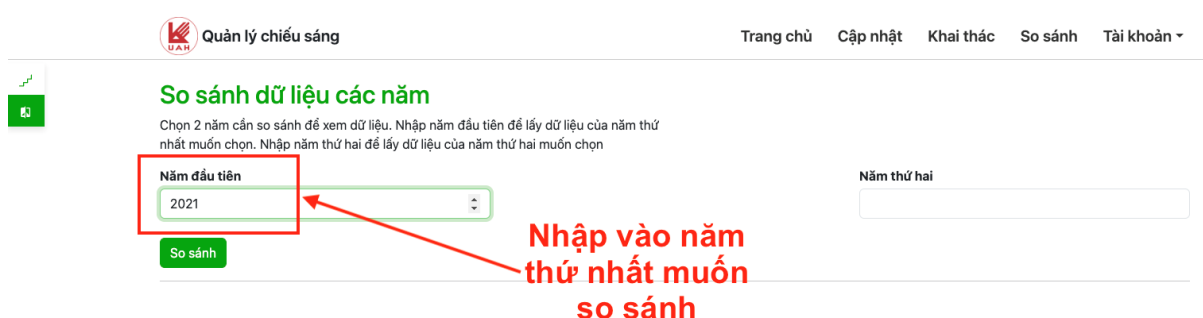 UAH
Quản lý chiếu sáng
Trang chủ
Cập nhật
Khai thác
So sánh
Tài khoản
So sánh dữ liệu các năm
Chọn 2 năm cần so sánh để xem dữ liệu. Nhập năm đầu tiên để lấy dữ liệu của năm thứ
nhất muốn chọn. Nhập năm thứ hai để lấy dữ liệu của năm thứ hai muốn chọn
Năm đầu tiên
Năm thứ hai
2021
So sánh
Nhập vào năm
thứ nhất muốn
so sánh